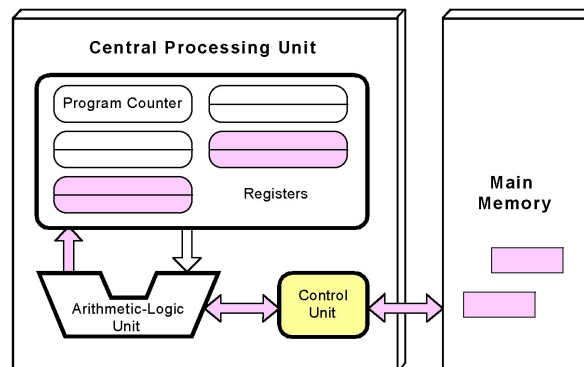 Central Processing Unit
Program Counter
Registers
Main
Memory
Arithmetic-Logic
Unit
Control
Unit